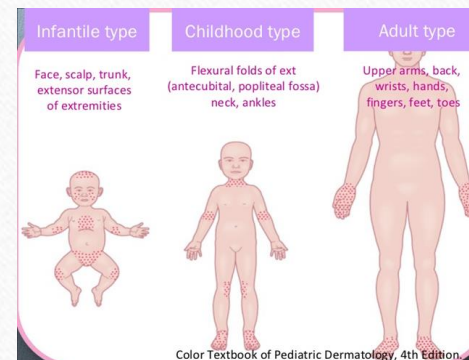 Infantile type
Face, scalp, trunk,
extensor surfaces
of extremities
Childhood type
Flexural folds of ext
(antecubital, popliteal fossa)
neck, ankles
Adult type
Upper arms, back,
wrists, hands,
fingers, feet, toes
Color Textbook of Pediatric Dermatology, 4th Edition